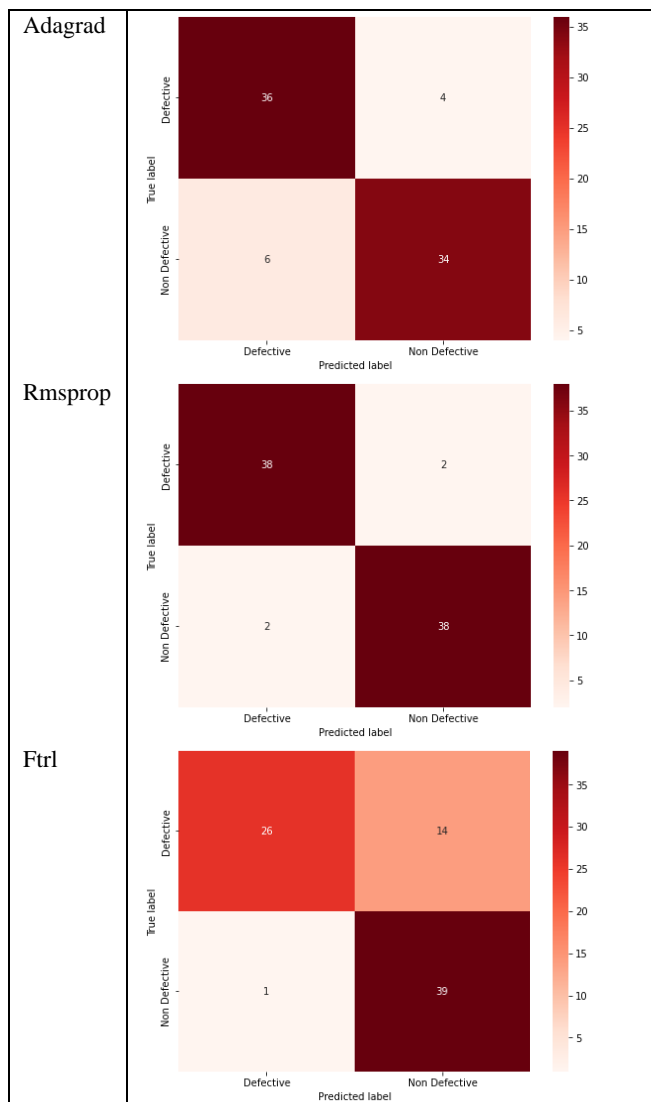 Adagrad
Defective
Non Defective
True label
36 4
6 34
Defective Non Defective
Predicted label
35
30
25
20
15
10
5
Rmsprop
Defective
Non Defective
True label
38 2
2 38
Defective Non Defective
Predicted label
35
30
25
20
15
10
5
Ftrl
Defective
Non Defective
True label
26 14
1 39
Defective Non Defective
Predicted label
35
30
25
20
15
10
5